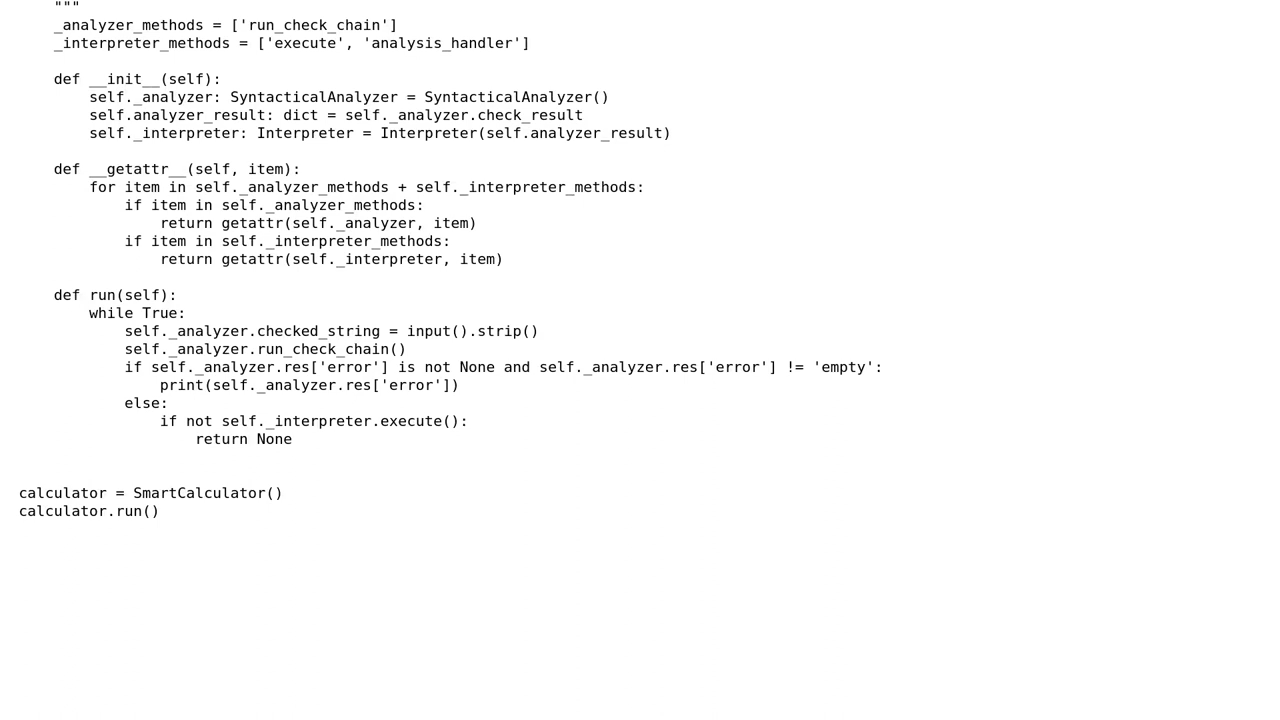 """
    _analyzer_methods = ['run_check_chain']
    _interpreter_methods = ['execute', 'analysis_handler']

    def __init__(self):
        self._analyzer: SyntacticalAnalyzer = SyntacticalAnalyzer()
        self.analyzer_result: dict = self._analyzer.check_result
        self._interpreter: Interpreter = Interpreter(self.analyzer_result)

    def __getattr__(self, item):
        for item in self._analyzer_methods + self._interpreter_methods:
            if item in self._analyzer_methods:
                return getattr(self._analyzer, item)
            if item in self._interpreter_methods:
                return getattr(self._interpreter, item)

    def run(self):
        while True:
            self._analyzer.checked_string = input().strip()
            self._analyzer.run_check_chain()
            if self._analyzer.res['error'] is not None and self._analyzer.res['error'] != 'empty':
                print(self._analyzer.res['error'])
            else:
                if not self._interpreter.execute():
                    return None


calculator = SmartCalculator()
calculator.run()